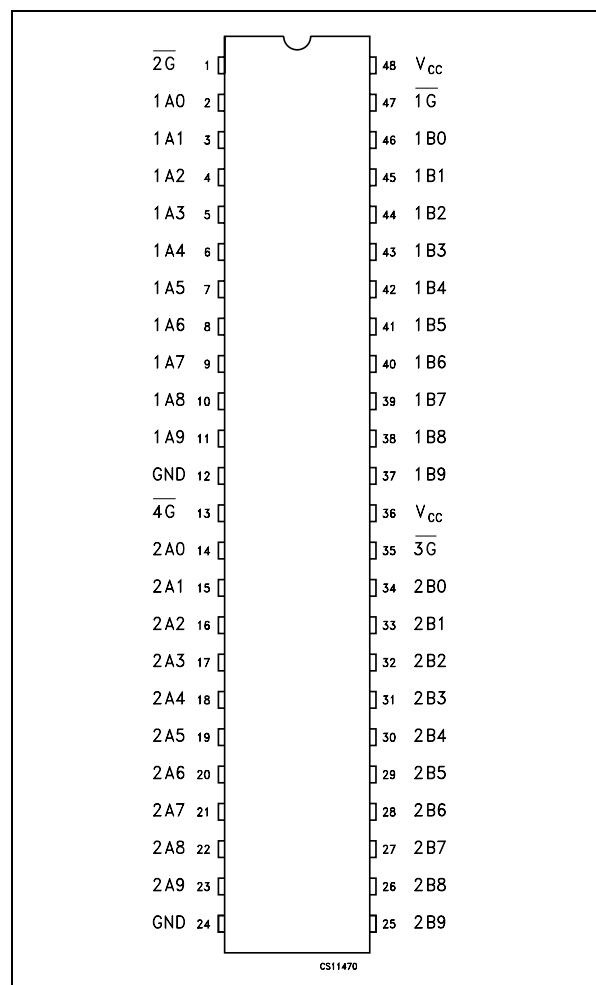 2G 1 48 VCC
1A0 2 47 1G
1A1 3 46 1B0
1A2 4 45 1B1
1A3 5 44 1B2
1A4 6 43 1B3
1A5 7 42 1B4
1A6 8 41 1B5
1A7 9 40 1B6
1A8 10 39 1B7
1A9 11 38 1B8
GND 12 37 1B9
4G 13 36 VCC
2A0 14 35 3G
2A1 15 34 2B0
2A2 16 33 2B1
2A3 17 32 2B2
2A4 18 31 2B3
2A5 19 30 2B4
2A6 20 29 2B5
2A7 21 28 2B6
2A8 22 27 2B7
2A9 23 26 2B8
GND 24 25 2B9
CS11470